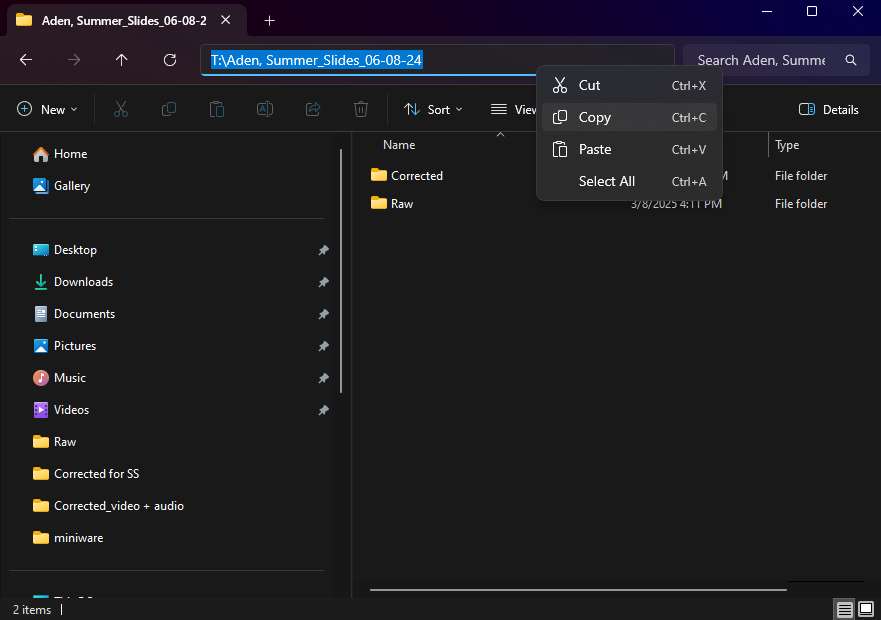 Aden, Summer_Slides_06-08-2
T:\Aden, Summer_Slides_06-08-24
Search Aden, Summe
New
Sort
View
Details
Cut Ctrl+X
Copy Ctrl+C
Paste Ctrl+V
Select All Ctrl+A
Home
Gallery
Desktop
Downloads
Documents
Pictures
Music
Videos
Raw
Corrected for SS
Corrected_video + audio
miniware
Name Type
Corrected M File folder
Raw 3/8/2025 4:11 PM File folder
2 items